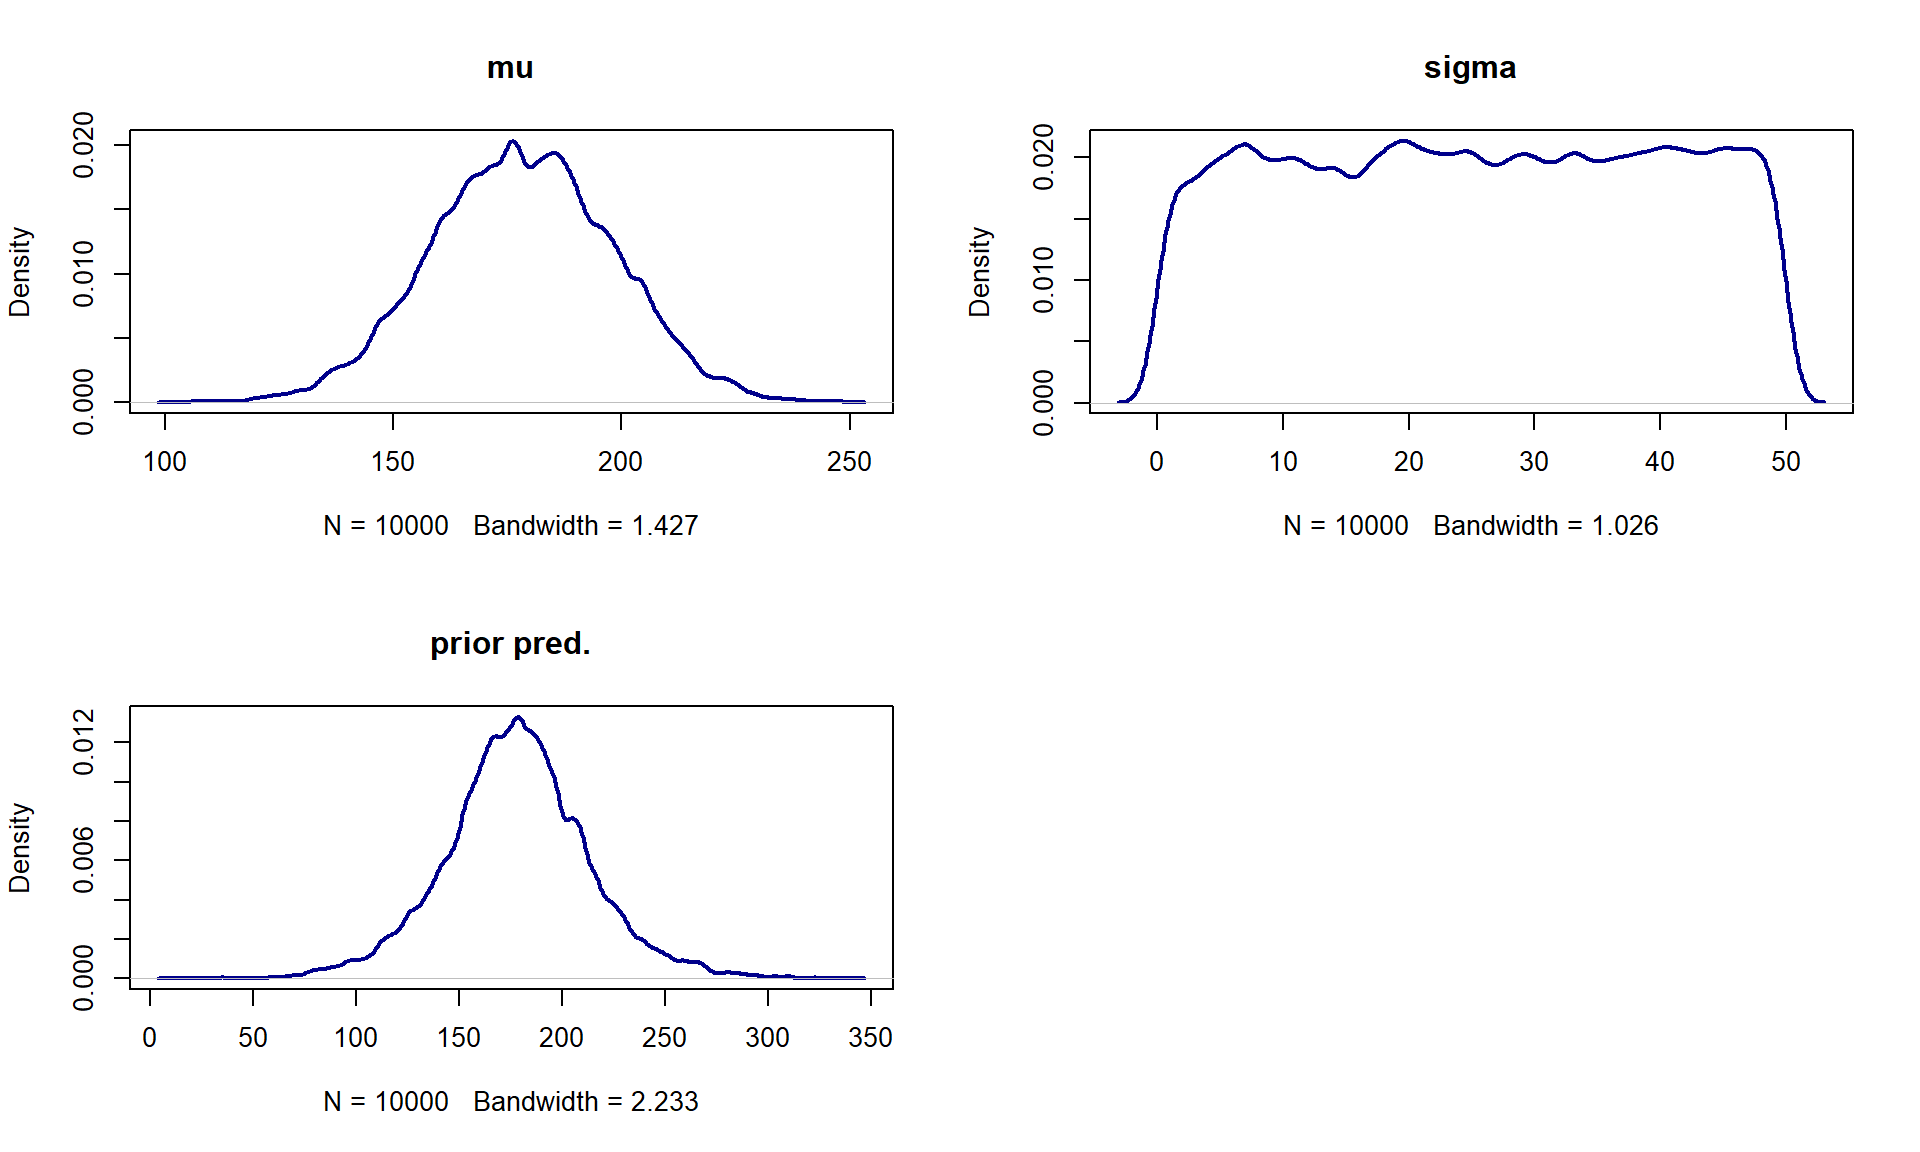 mu
Density
0.000
0.010
0.020
100 150 200 250
N = 10000 Bandwidth = 1.427
sigma
Density
0.000
0.010
0.020
0 10 20 30 40 50
N = 10000 Bandwidth = 1.026
prior pred.
Density
0.000
0.006
0.012
0 50 100 150 200 250 300 350
N = 10000 Bandwidth = 2.233